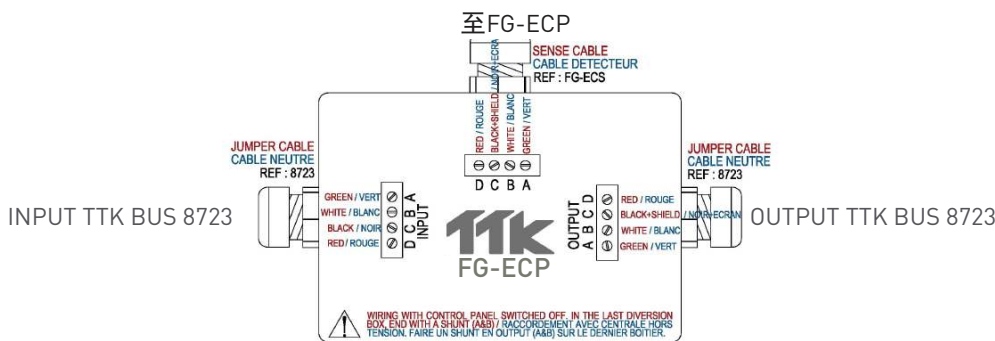 至FG-ECP
SENSE CABLE
CABLE DETECTEUR
REF : FG-ECS
RED / ROUGE
BLACK+SHIELD / NOIR+ECRAN
WHITE / BLANC
GREEN / VERT
D C B A
JUMPER CABLE
CABLE NEUTRE
REF : 8723
INPUT TTK BUS 8723
GREEN / VERT
WHITE / BLANC
BLACK / NOIR
RED/ ROUGE
A
B
C
D
INPUT
TTK
FG-ECP
OUTPUT
A B C D
RED / ROUGE
BLACK+SHIELD / NOIR+ECRAN
WHITE / BLANC
GREEN / VERT
JUMPER CABLE
CABLE NEUTRE
REF : 8723
OUTPUT TTK BUS 8723
WIRING WITH CONTROL PANEL SWITCHED OFF. IN THE LAST DIVERSION
BOX, END WITH A SHUNT (A&B) / RACCORDEMENT AVEC CENTRALE HORS
TENSION. FAIRE UN SHUNT EN OUTPUT (A&B) SUR LE DERNIER BOITIER.